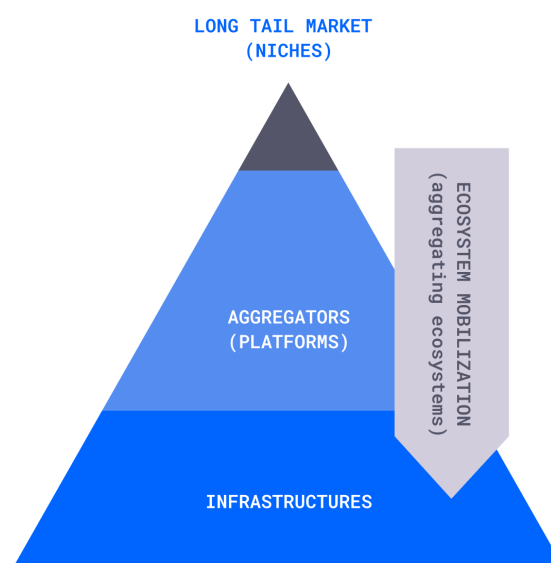 LONG TAIL MARKET
(NICHES)
ECOSYSTEM MOBILIZATION
(aggregating ecosystems)
AGGREGATORS
(PLATFORMS)
INFRASTRUCTURES